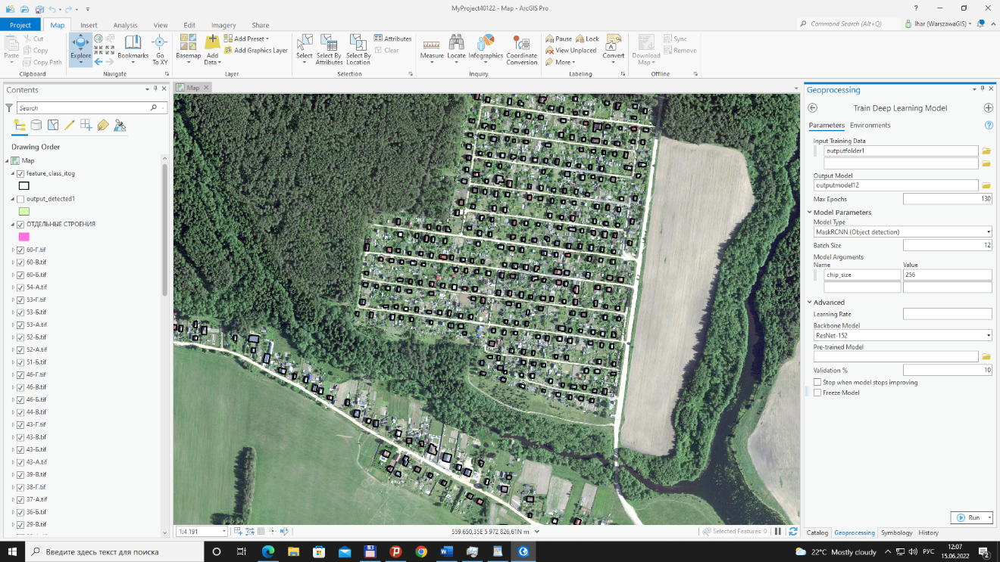 MyProject40122 - Map - ArcGIS Pro
Project Map Insert Analysis View Edit Imagery Share
Command Search (Alt+Q)
Ihar (WarszawaGIS)
Paste
Cut
Copy
Copy Path
Clipboard
Explore
Bookmarks
Go To XY
Navigate
Basemap
Add Data
Add Preset
Add Graphics Layer
Layer
Select
Select By Attributes
Select By Location
Attributes
Clear
Selection
Measure
Locate
Infographics
Coordinate Conversion
Inquiry
Pause
Lock
View Unplaced
More
Convert
Labeling
Download Map
Sync
Remove
Offline
Contents
Search
Drawing Order
Map
feature_class_itog
output_detected1
ОТДЕЛЬНЫЕ СТРОЕНИЯ
60-Г.tif
60-В.tif
60-Б.tif
54-А.tif
53-Г.tif
53-Б.tif
53-А.tif
52-Б.tif
52-А.tif
51-Б.tif
46-Г.tif
46-В.tif
46-Б.tif
44-В.tif
43-Г.tif
43-В.tif
43-Б.tif
43-А.tif
39-В.tif
38-Г.tif
37-А.tif
36-Б.tif
29-В.tif
Map
1:4 191
559 650,35E 5 972 826,61N m
Selected Features: 0
Geoprocessing
Train Deep Learning Model
Parameters Environments
Input Training Data
outputfolder1
Output Model
outputmodel12
Max Epochs 130
Model Parameters
Model Type
MaskRCNN (Object detection)
Batch Size 12
Model Arguments
Name Value
chip_size 256
Advanced
Learning Rate
Backbone Model
ResNet-152
Pre-trained Model
Validation % 10
Stop when model stops improving
Freeze Model
Run
Catalog Geoprocessing Symbology History
Введите здесь текст для поиска
22°C Mostly cloudy
РУС
12:07
15.06.2022
2